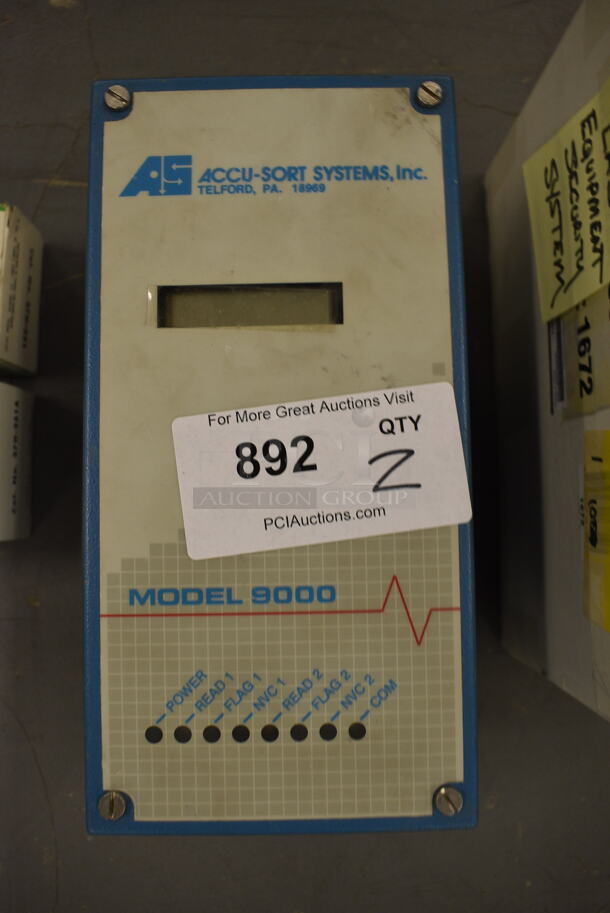 AS ACCU-SORT SYSTEMS, Inc.
TELFORD, PA. 18969
For More Great Auctions Visit
892
QTY
2
PCi
AUCTION GROUP
PCIAuctions.com
MODEL 9000
POWER
READ 1
FLAG 1
NVC 1
READ 2
FLAG 2
NVC 2
COM
EQUIPMENT
SECURITY
SYSTEM
1672